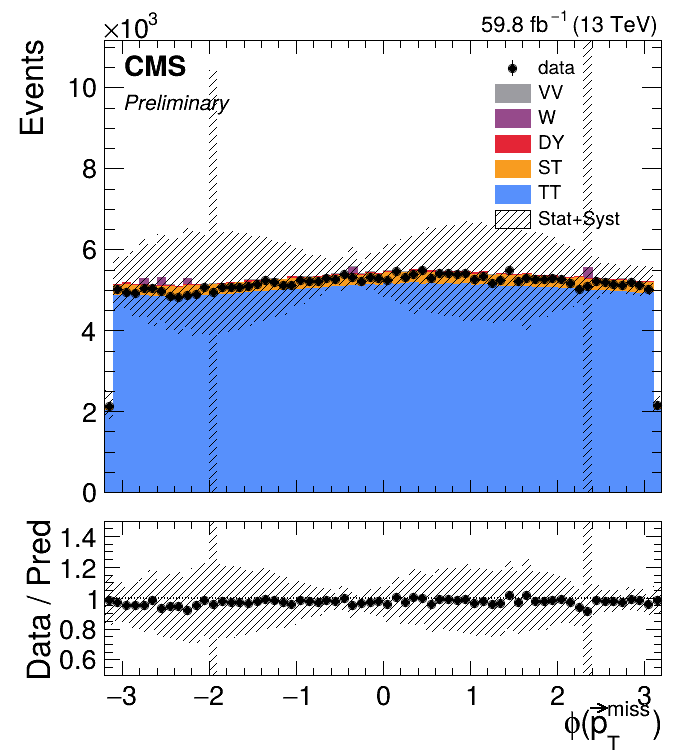 ×10³
59.8 fb⁻¹ (13 TeV)
Events
CMS
Preliminary
data
VV
W
DY
ST
TT
Stat+Syst
10
8
6
4
2
0
Data / Pred
1.4
1.2
1
0.8
0.6
−3 −2 −1 0 1 2 3
ϕ(p⃗_T^miss)